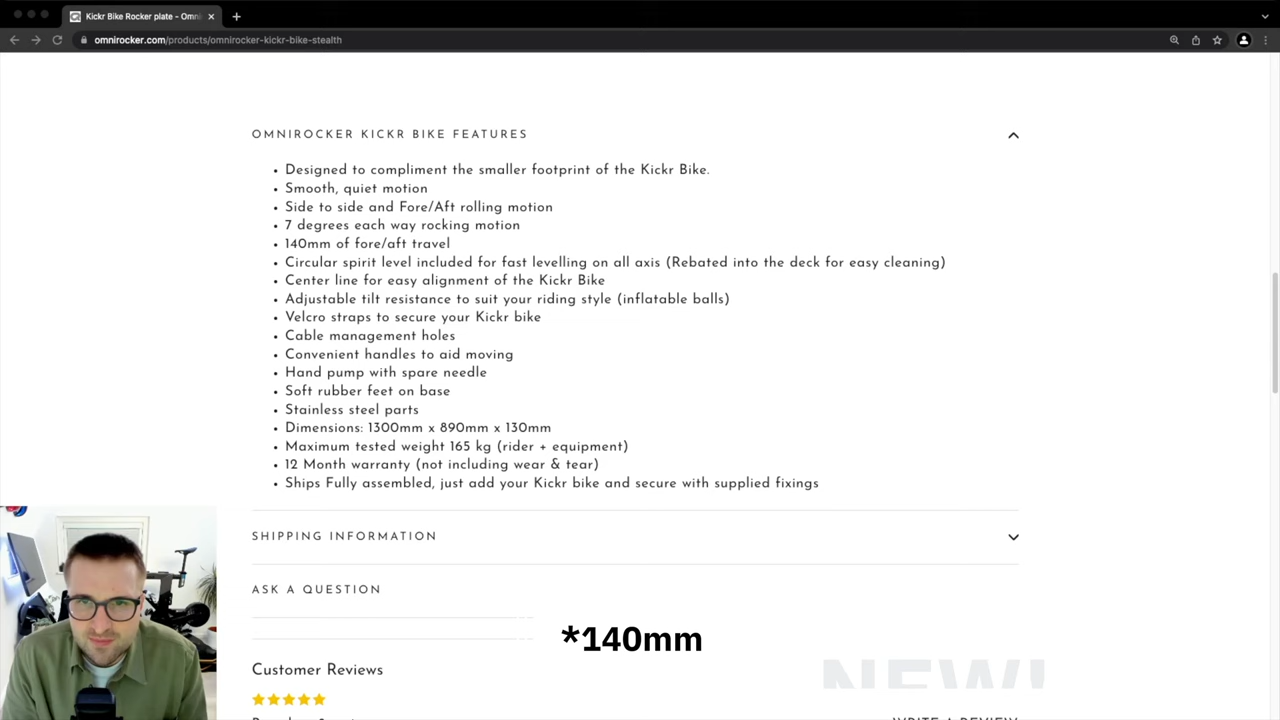 Kickr Bike Rocker plate - Omni
omnirocker.com/products/omnirocker-kickr-bike-stealth
OMNIROCKER KICKR BIKE FEATURES
• Designed to compliment the smaller footprint of the Kickr Bike.
• Smooth, quiet motion
• Side to side and Fore/Aft rolling motion
• 7 degrees each way rocking motion
• 140mm of fore/aft travel
• Circular spirit level included for fast levelling on all axis (Rebated into the deck for easy cleaning)
• Center line for easy alignment of the Kickr Bike
• Adjustable tilt resistance to suit your riding style (inflatable balls)
• Velcro straps to secure your Kickr bike
• Cable management holes
• Convenient handles to aid moving
• Hand pump with spare needle
• Soft rubber feet on base
• Stainless steel parts
• Dimensions: 1300mm x 890mm x 130mm
• Maximum tested weight 165 kg (rider + equipment)
• 12 Month warranty (not including wear & tear)
• Ships Fully assembled, just add your Kickr bike and secure with supplied fixings
SHIPPING INFORMATION
ASK A QUESTION
*140mm
NEW!
Customer Reviews
WRITE A REVIEW